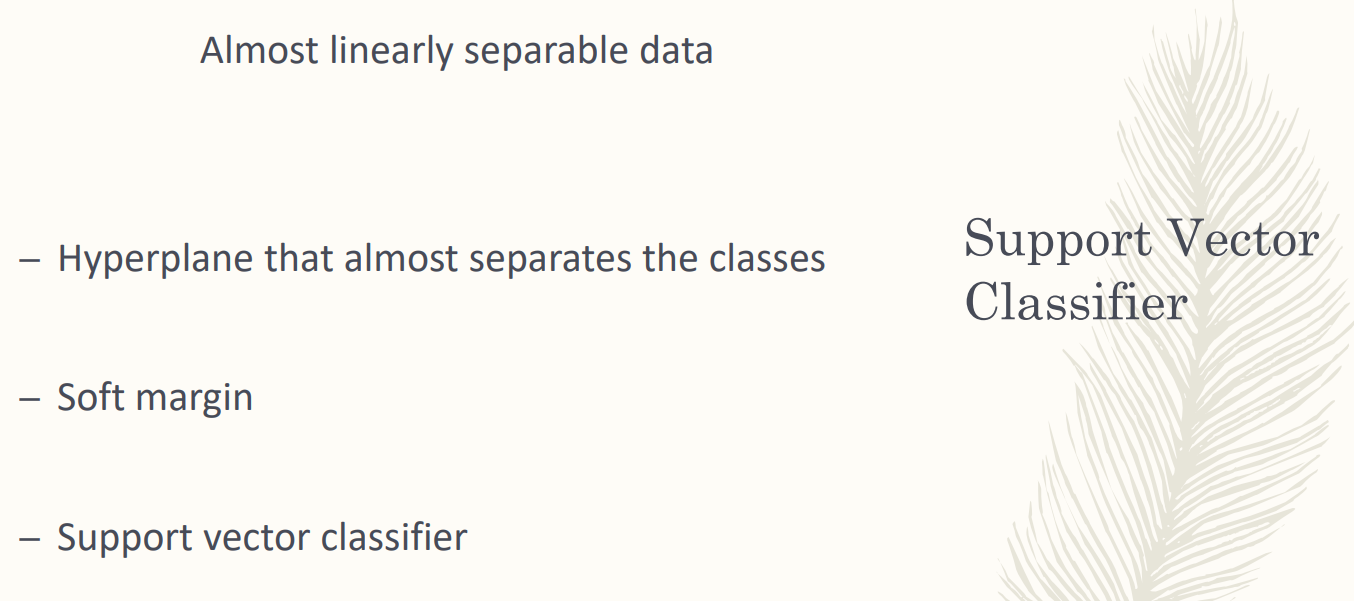 Almost linearly separable data
– Hyperplane that almost separates the classes
– Soft margin
– Support vector classifier
Support Vector
Classifier